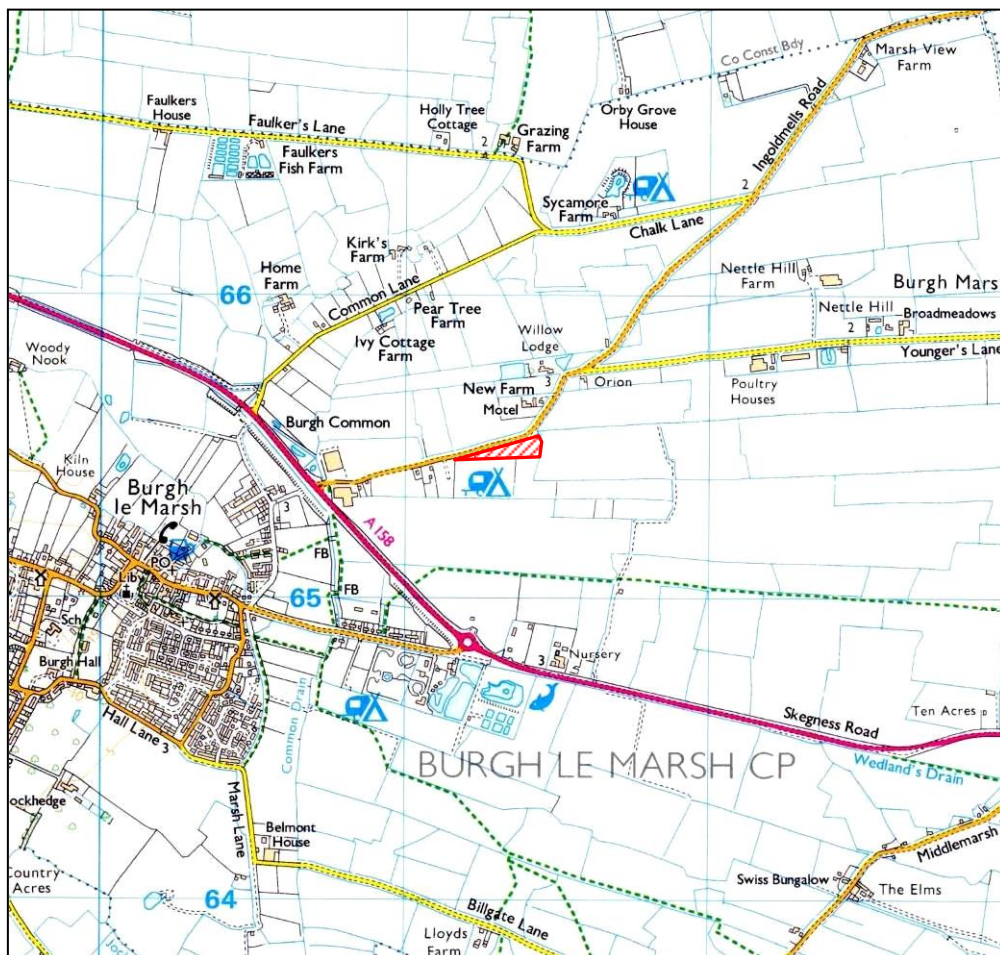 Co Const Bdy
Marsh View
Farm
Faulkers
House
Faulker's Lane
Holly Tree
Cottage
2
Grazing
Farm
Orby Grove
House
Ingoldmells Road
Faulkers
Fish Farm
Sycamore
Farm
2
Chalk Lane
Kirk's
Farm
Home
Farm
66
Common Lane
Pear Tree
Farm
Ivy Cottage
Farm
Nettle Hill
Farm
Burgh Mars
Nettle Hill
2
Broadmeadows
Willow
Lodge
Younger's Lane
Woody
Nook
New Farm
3
Orion
Motel
Poultry
Houses
Burgh Common
Kiln
House
Burgh
le Marsh
3
A 158
PO
Liby
FB
FB
65
Sch
Burgh Hall
3
Nursery
Hall Lane
3
Common Drain
Skegness Road
Ten Acres
BURGH LE MARSH CP
Wedland's Drain
ockhedge
Marsh Lane
Belmont
House
Middlemarsh
Country
Acres
64
Swiss Bungalow
The Elms
Billgate Lane
Lloyds
Farm